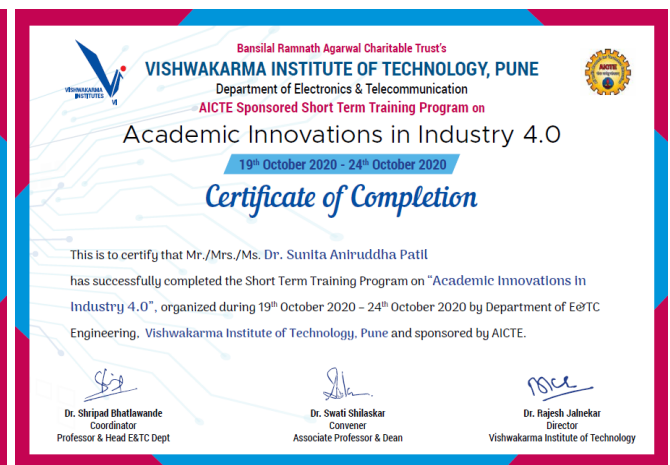 Bansilal Ramnath Agarwal Charitable Trust's
VISHWAKARMA INSTITUTE OF TECHNOLOGY, PUNE
Department of Electronics & Telecommunication
AICTE Sponsored Short Term Training Program on
VISHWAKARMA
INSTITUTES
VI
AICTE
Academic Innovations in Industry 4.0
19th October 2020 - 24th October 2020
Certificate of Completion
This is to certify that Mr./Mrs./Ms. Dr. Sunita Aniruddha Patil
has successfully completed the Short Term Training Program on "Academic Innovations in
Industry 4.0", organized during 19th October 2020 – 24th October 2020 by Department of E&TC
Engineering, Vishwakarma Institute of Technology, Pune and sponsored by AICTE.
Dr. Shripad Bhatlawande
Coordinator
Professor & Head E&TC Dept
Dr. Swati Shilaskar
Convener
Associate Professor & Dean
Dr. Rajesh Jalnekar
Director
Vishwakarma Institute of Technology